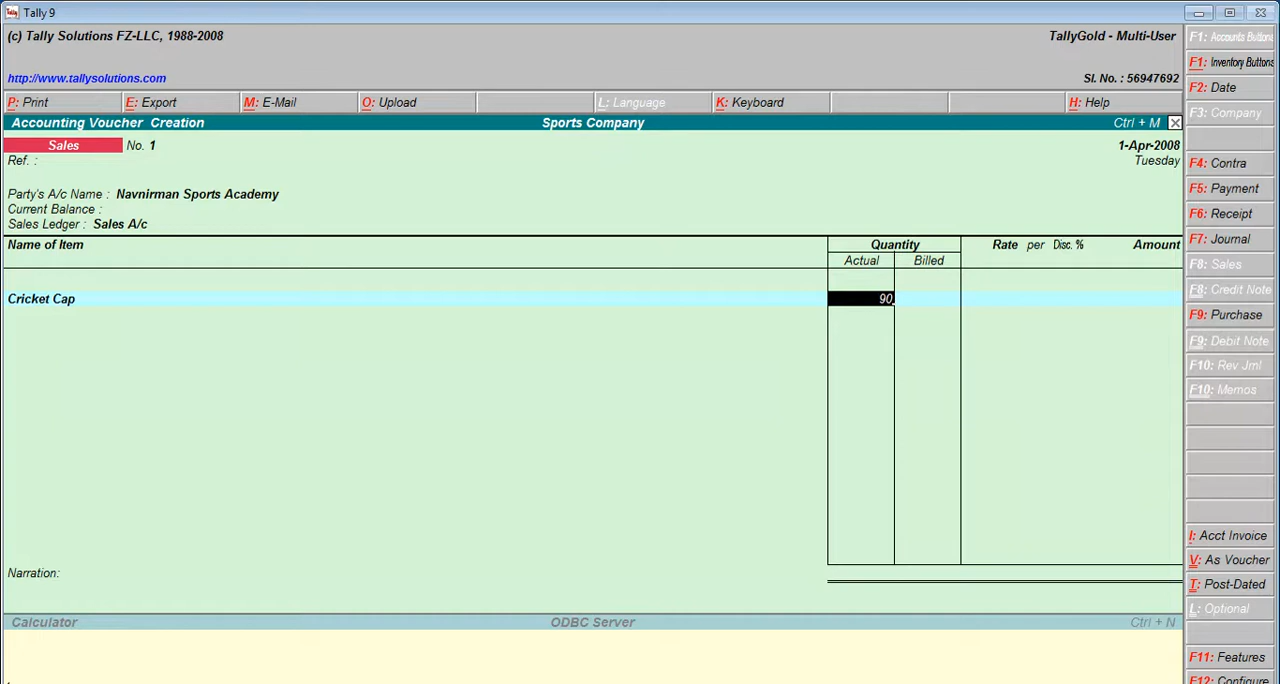 Tally 9
(c) Tally Solutions FZ-LLC, 1988-2008
TallyGold - Multi-User
http://www.tallysolutions.com
Sl. No. : 56947692
P: Print
E: Export
M: E-Mail
O: Upload
L: Language
K: Keyboard
H: Help
Accounting Voucher Creation
Sports Company
Ctrl + M
Sales
No. 1
1-Apr-2008
Ref. :
Tuesday
Party's A/c Name : Navnirman Sports Academy
Current Balance :
Sales Ledger : Sales A/c
Name of Item
Quantity
Rate per Disc. % Amount
Actual Billed
Cricket Cap
90
Narration:
Calculator
ODBC Server
Ctrl + N
F1: Accounts Buttons
F1: Inventory Buttons
F2: Date
F3: Company
F4: Contra
F5: Payment
F6: Receipt
F7: Journal
F8: Sales
F8: Credit Note
F9: Purchase
F9: Debit Note
F10: Rev Jrnl
F10: Memos
I: Acct Invoice
V: As Voucher
T: Post-Dated
L: Optional
F11: Features
F12: Configure